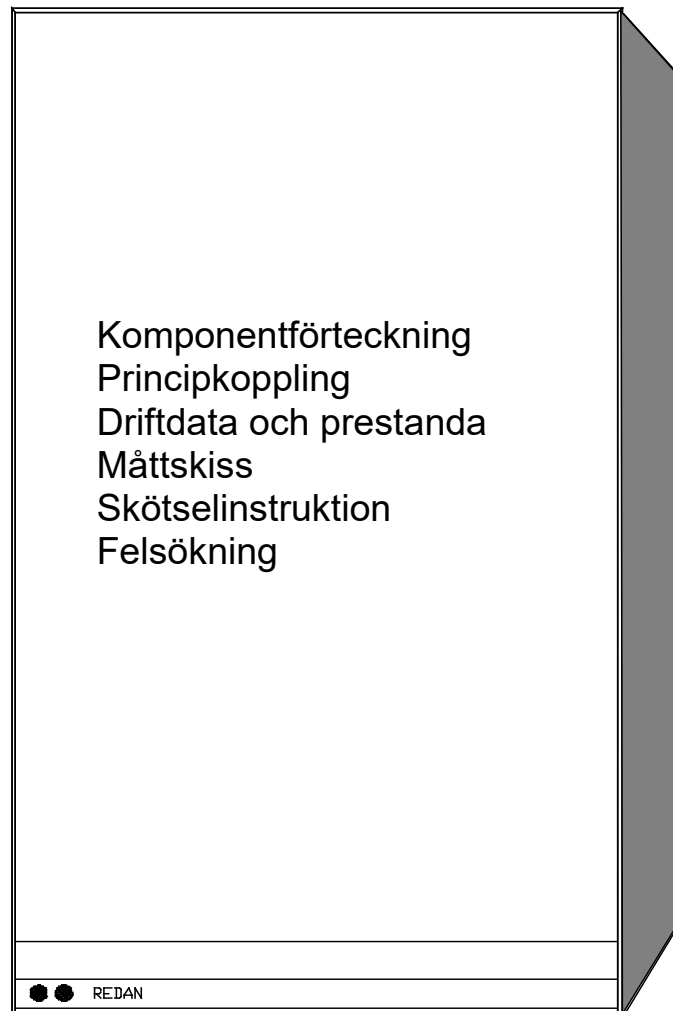 Komponentförteckning
Principkoppling
Driftdata och prestanda
Måttskiss
Skötselinstruktion
Felsökning
REDAN